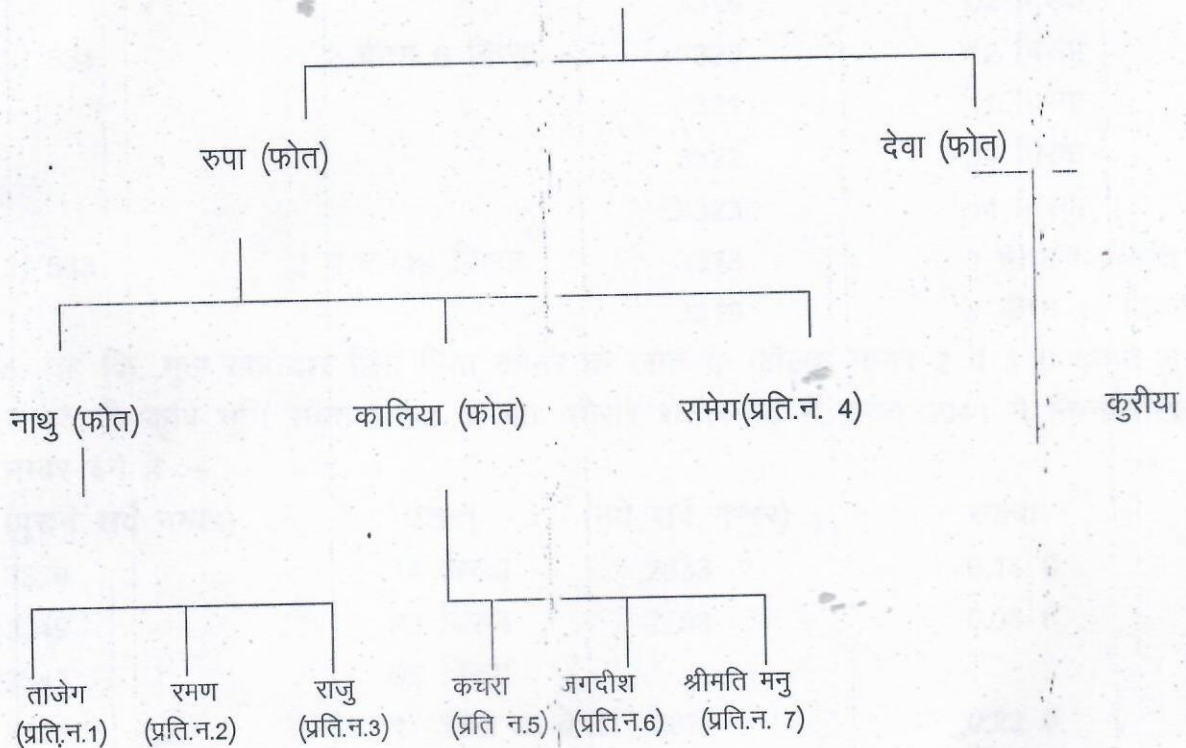 रुपा (फोत) देवा (फोत)
नाथु (फोत) कालिया (फोत) रामेग(प्रति.न. 4) कुरीया
ताजेग रमण राजु कचरा जगदीश श्रीमति मनु
(प्रति.न.1) (प्रति.न.2) (प्रति.न.3) (प्रति न.5) (प्रति.न.6) (प्रति.न. 7)